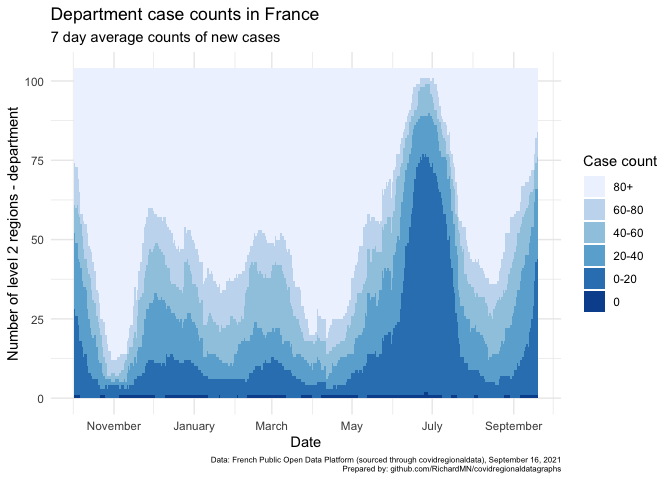 Department case counts in France
7 day average counts of new cases
Number of level 2 regions - department
100
75
50
25
0
November January March May July September
Date
Case count
80+
60-80
40-60
20-40
0-20
0
Data: French Public Open Data Platform (sourced through covidregionaldata), September 16, 2021
Prepared by: github.com/RichardMN/covidregionaldatagraphs